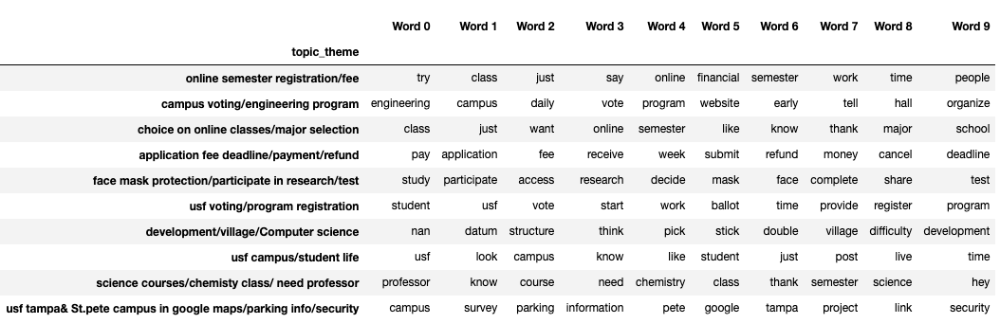 Word 0 Word 1 Word 2 Word 3 Word 4 Word 5 Word 6 Word 7 Word 8 Word 9
topic_theme
online semester registration/fee try class just say online financial semester work time people
campus voting/engineering program engineering campus daily vote program website early tell hall organize
choice on online classes/major selection class just want online semester like know thank major school
application fee deadline/payment/refund pay application fee receive week submit refund money cancel deadline
face mask protection/participate in research/test study participate access research decide mask face complete share test
usf voting/program registration student usf vote start work ballot time provide register program
development/village/Computer science nan datum structure think pick stick double village difficulty development
usf campus/student life usf look campus know like student just post live time
science courses/chemisty class/ need professor professor know course need chemistry class thank semester science hey
usf tampa& St.pete campus in google maps/parking info/security campus survey parking information pete google tampa project link security